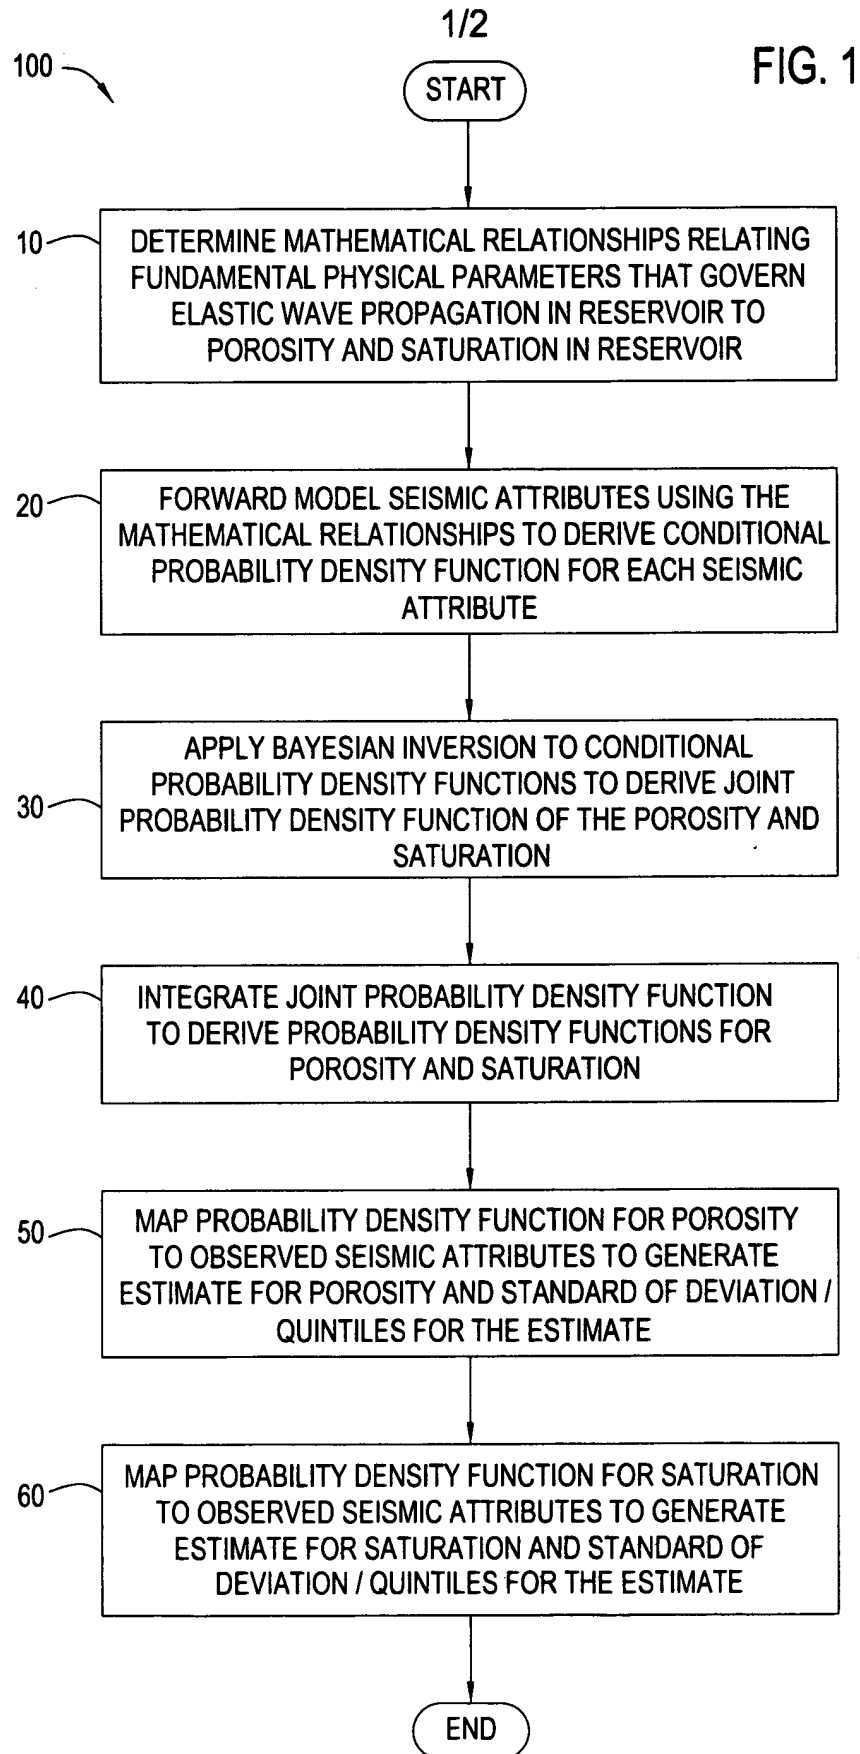 1/2
FIG. 1
100
START
10
DETERMINE MATHEMATICAL RELATIONSHIPS RELATING
FUNDAMENTAL PHYSICAL PARAMETERS THAT GOVERN
ELASTIC WAVE PROPAGATION IN RESERVOIR TO
POROSITY AND SATURATION IN RESERVOIR
20
FORWARD MODEL SEISMIC ATTRIBUTES USING THE
MATHEMATICAL RELATIONSHIPS TO DERIVE CONDITIONAL
PROBABILITY DENSITY FUNCTION FOR EACH SEISMIC
ATTRIBUTE
30
APPLY BAYESIAN INVERSION TO CONDITIONAL
PROBABILITY DENSITY FUNCTIONS TO DERIVE JOINT
PROBABILITY DENSITY FUNCTION OF THE POROSITY AND
SATURATION
40
INTEGRATE JOINT PROBABILITY DENSITY FUNCTION
TO DERIVE PROBABILITY DENSITY FUNCTIONS FOR
POROSITY AND SATURATION
50
MAP PROBABILITY DENSITY FUNCTION FOR POROSITY
TO OBSERVED SEISMIC ATTRIBUTES TO GENERATE
ESTIMATE FOR POROSITY AND STANDARD OF DEVIATION /
QUINTILES FOR THE ESTIMATE
60
MAP PROBABILITY DENSITY FUNCTION FOR SATURATION
TO OBSERVED SEISMIC ATTRIBUTES TO GENERATE
ESTIMATE FOR SATURATION AND STANDARD OF
DEVIATION / QUINTILES FOR THE ESTIMATE
END